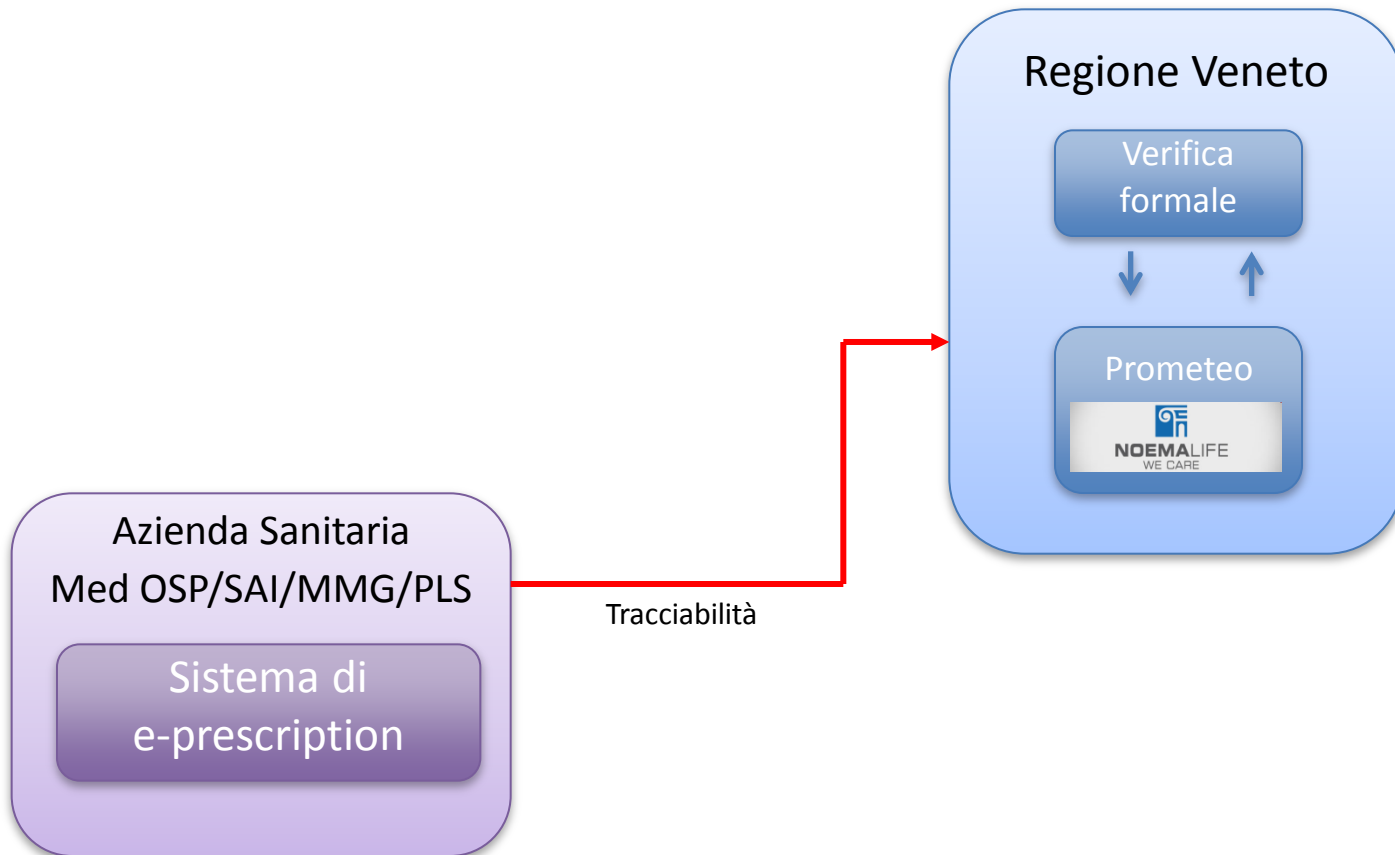 Regione Veneto
Verifica
formale
Prometeo
NOEMALIFE
WE CARE
Azienda Sanitaria
Med OSP/SAI/MMG/PLS
Sistema di
e-prescription
Tracciabilità